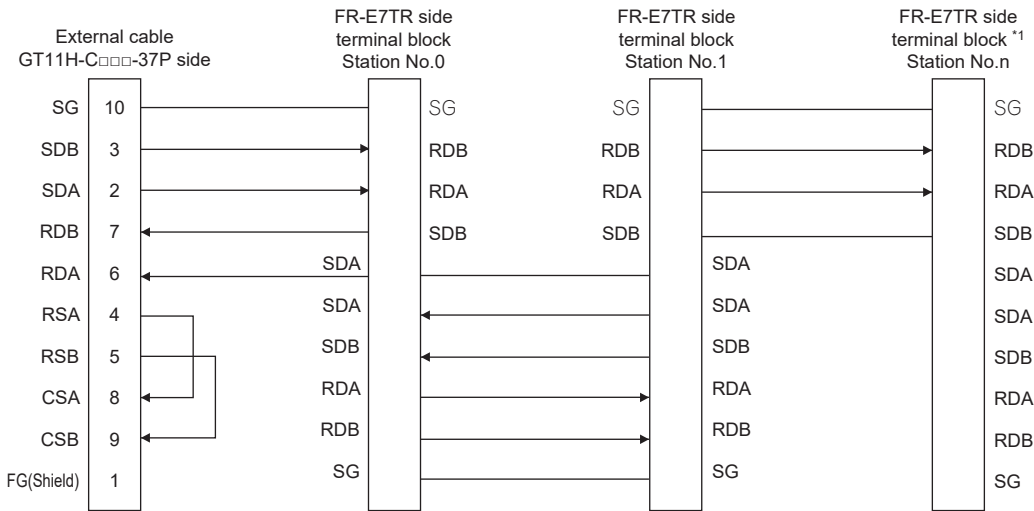 External cable
GT11H-C□□□-37P side
FR-E7TR side
terminal block
Station No.0
FR-E7TR side
terminal block
Station No.1
FR-E7TR side
terminal block *1
Station No.n
SG 10 SG SG SG
SDB 3 RDB RDB RDB
SDA 2 RDA RDA RDA
RDB 7 SDB SDB SDB
RDA 6 SDA SDA SDA
RSA 4 SDA SDA SDA
RSB 5 SDB SDB SDB
CSA 8 RDA RDA RDA
CSB 9 RDB RDB RDB
FG(Shield) 1 SG SG SG